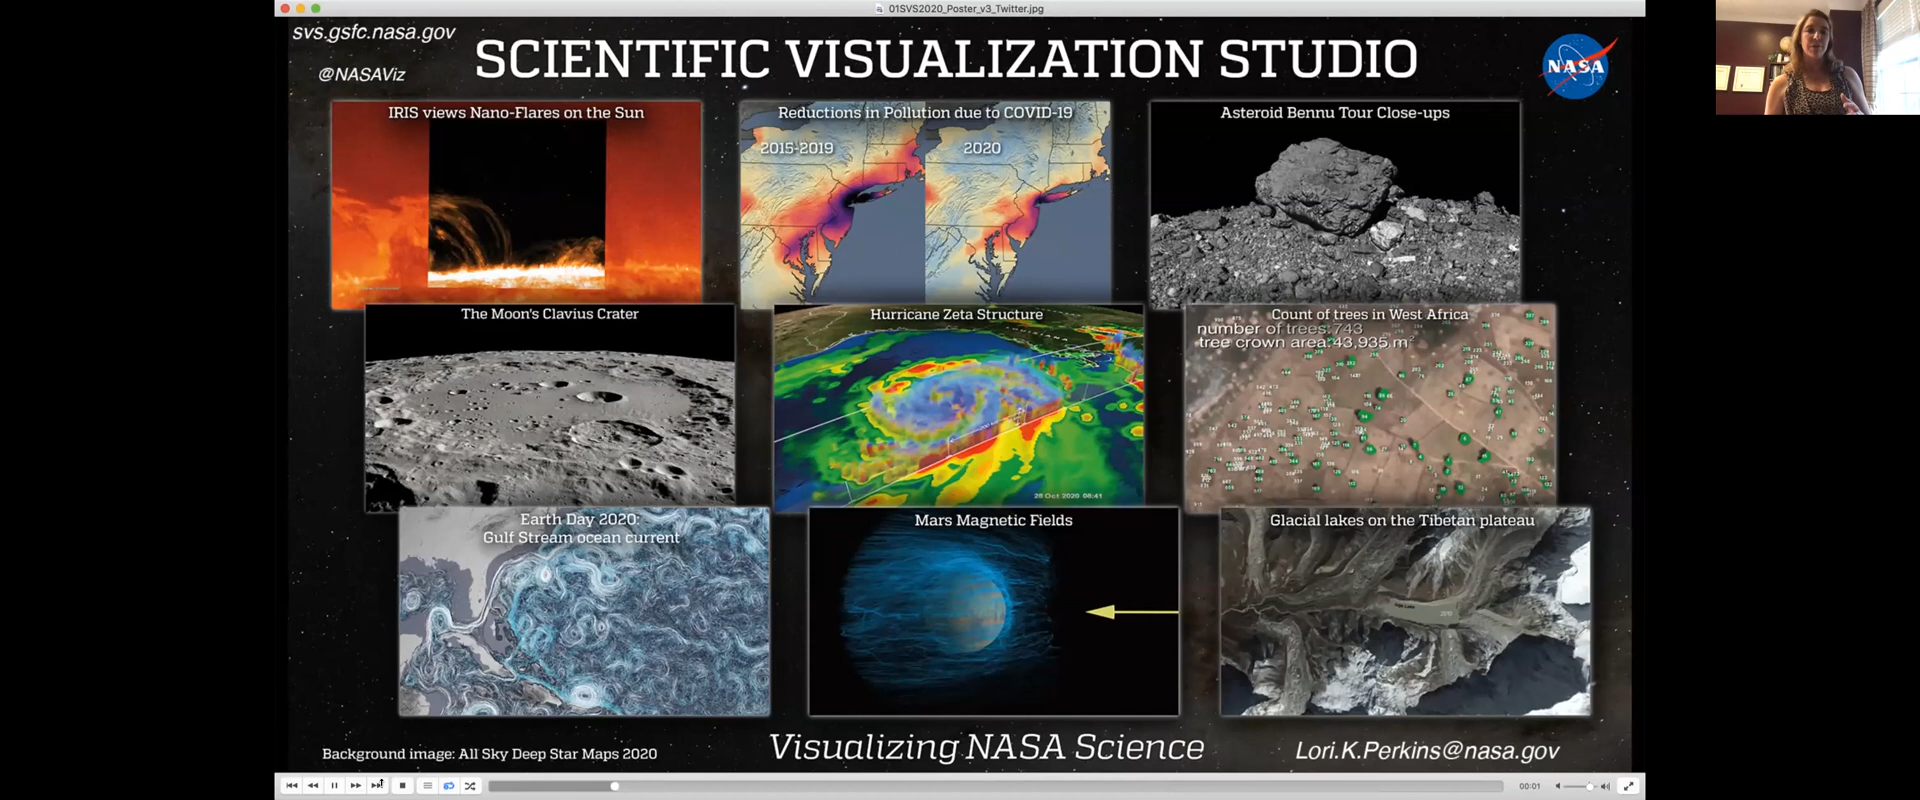 01SVS2020_Poster_v3_Twitter.jpg
svs.gsfc.nasa.gov
@NASAViz
SCIENTIFIC VISUALIZATION STUDIO
NASA
IRIS views Nano-Flares on the Sun
Reductions in Pollution due to COVID-19
2015-2019
2020
Asteroid Bennu Tour Close-ups
The Moon's Clavius Crater
Hurricane Zeta Structure
28 Oct 2020 08:41
Count of trees in West Africa
number of trees:743
tree crown area:43,935 m²
Earth Day 2020:
Gulf Stream ocean current
Mars Magnetic Fields
Glacial lakes on the Tibetan plateau
2019
Background image: All Sky Deep Star Maps 2020
Visualizing NASA Science
Lori.K.Perkins@nasa.gov
00:01